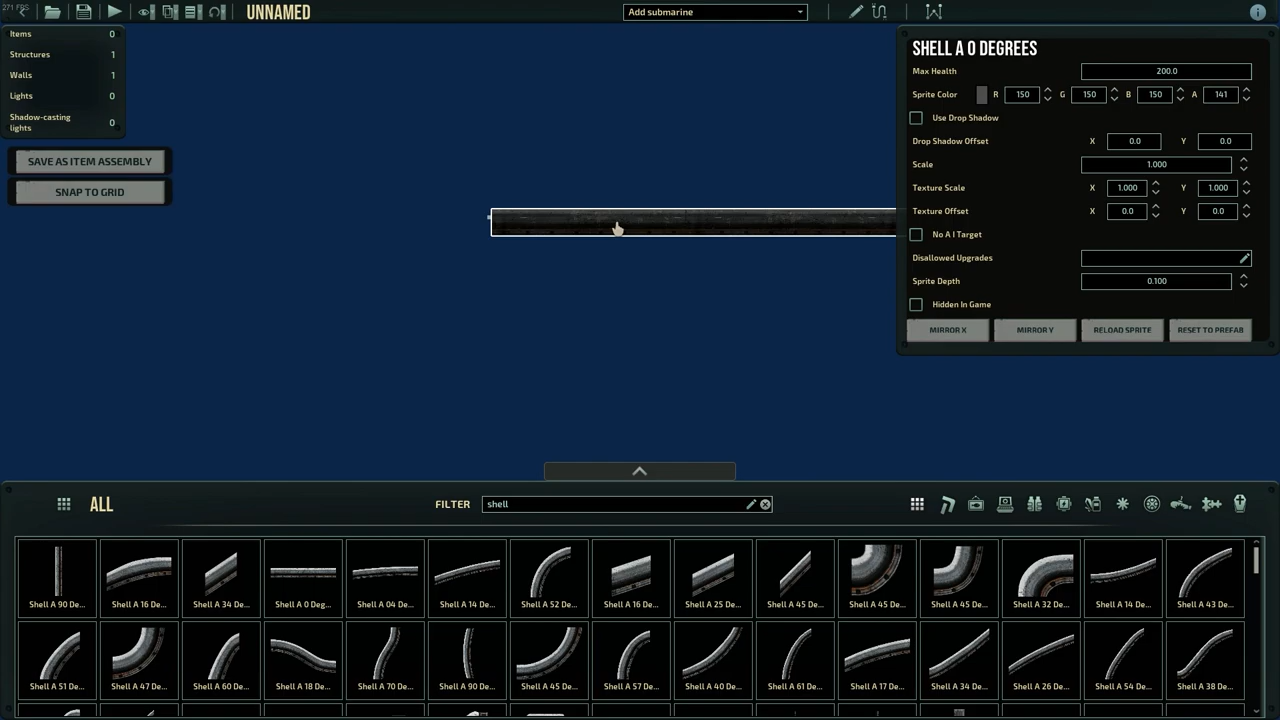 271 FPS
UNNAMED
Add submarine
Items 0
Structures 1
Walls 1
Lights 0
Shadow-casting
lights 0
SAVE AS ITEM ASSEMBLY
SNAP TO GRID
SHELL A 0 DEGREES
Max Health 200.0
Sprite Color R 150 G 150 B 150 A 141
Use Drop Shadow
Drop Shadow Offset X 0.0 Y 0.0
Scale 1.000
Texture Scale X 1.000 Y 1.000
Texture Offset X 0.0 Y 0.0
No A I Target
Disallowed Upgrades
Sprite Depth 0.100
Hidden In Game
MIRROR X MIRROR Y RELOAD SPRITE RESET TO PREFAB
ALL FILTER shell
Shell A 90 De... Shell A 16 De... Shell A 34 De... Shell A 0 Deg... Shell A 04 De... Shell A 14 De... Shell A 52 De... Shell A 16 De... Shell A 25 De... Shell A 45 De... Shell A 45 De... Shell A 45 De... Shell A 32 De... Shell A 14 De... Shell A 43 De...
Shell A 51 De... Shell A 47 De... Shell A 60 De... Shell A 18 De... Shell A 70 De... Shell A 90 De... Shell A 45 De... Shell A 57 De... Shell A 40 De... Shell A 61 De... Shell A 17 De... Shell A 34 De... Shell A 26 De... Shell A 54 De... Shell A 38 De...